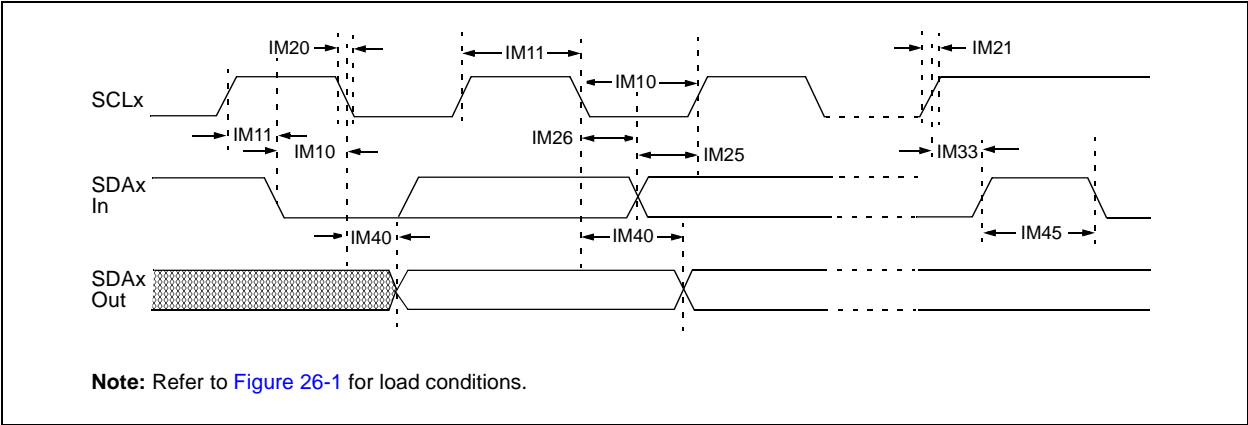 IM20
IM11
IM21
SCLx
IM10
IM11
IM10
IM26
IM25
IM33
SDAx
In
IM40
IM40
IM45
SDAx
Out
Note: Refer to Figure 26-1 for load conditions.